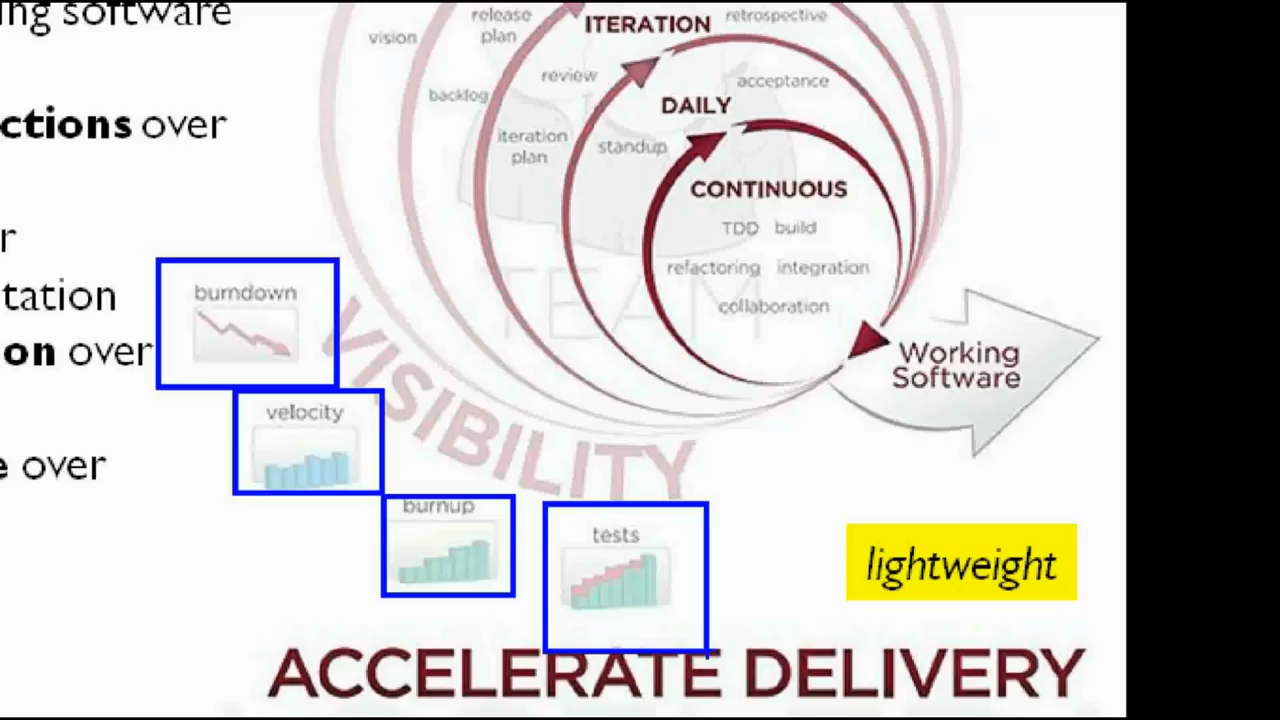 ing software
ctions over
r
tation
on over
e over
release
plan
ITERATION
retrospective
vision
review
acceptance
backlog
DAILY
iteration
plan
standup
CONTINUOUS
TDD build
refactoring integration
collaboration
TEAM
VISIBILITY
burndown
velocity
burnup
tests
Working
Software
lightweight
ACCELERATE DELIVERY